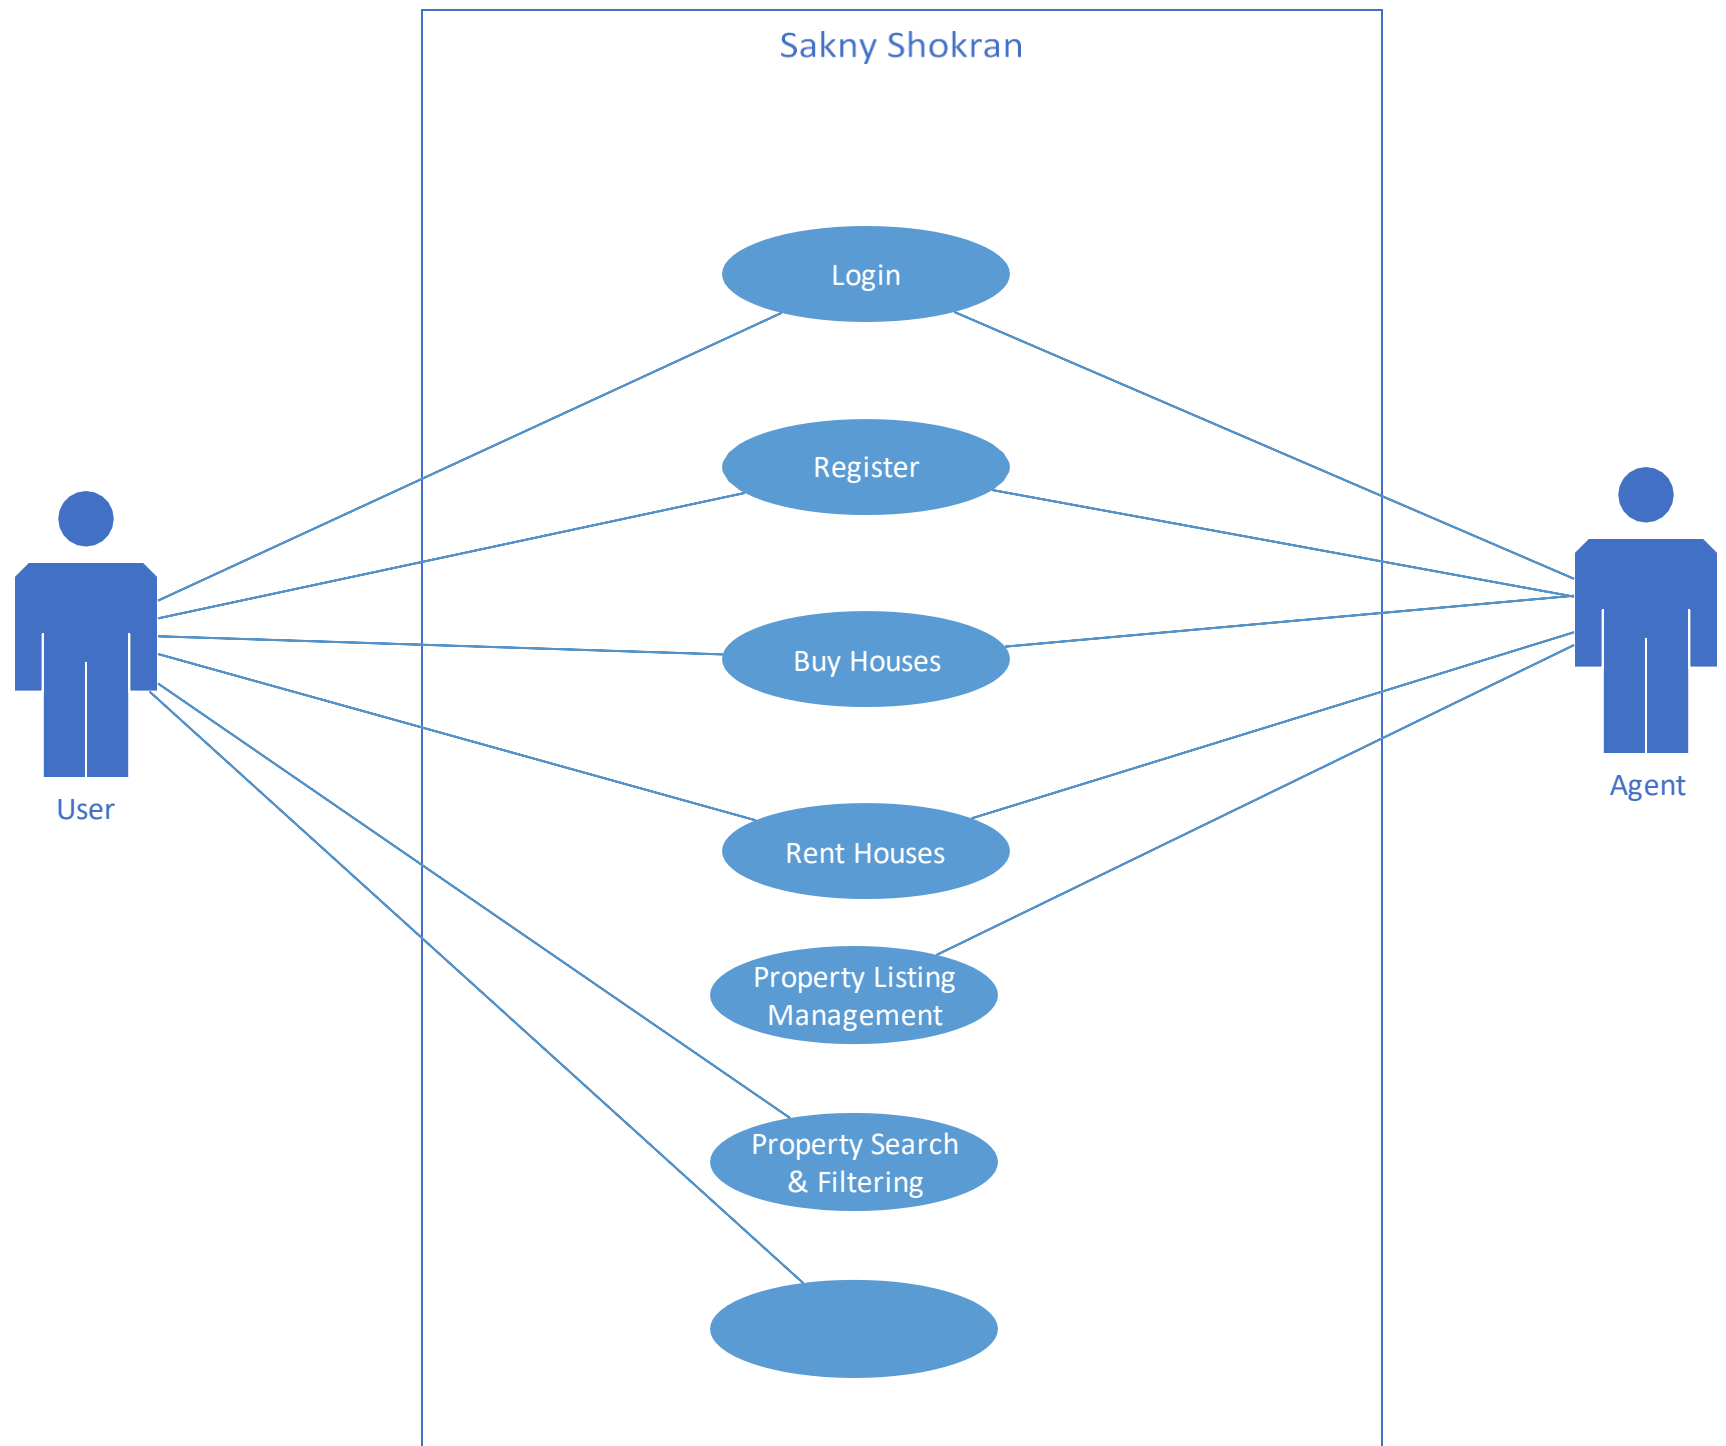 Sakny Shokran
Login
Register
Buy Houses
User
Agent
Rent Houses
Property Listing
Management
Property Search
& Filtering